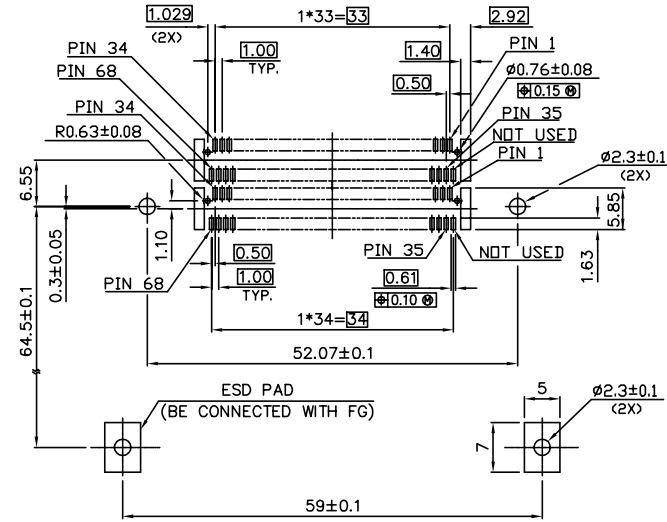 1.029
(2X)
1*33=33
2.92
PIN 34
1.00
TYP.
1.40
PIN 1
PIN 68
0.50
Ø0.76±0.08
⌖ 0.15 Ⓜ
PIN 34
PIN 35
R0.63±0.08
NOT USED
PIN 1
Ø2.3±0.1
(2X)
6.55
0.3±0.05
1.10
5.85
1.63
0.50
PIN 35
NOT USED
PIN 68
1.00
TYP.
0.61
⌖ 0.10 Ⓜ
1*34=34
64.5±0.1
52.07±0.1
ESD PAD
(BE CONNECTED WITH FG)
5
Ø2.3±0.1
(2X)
7
59±0.1